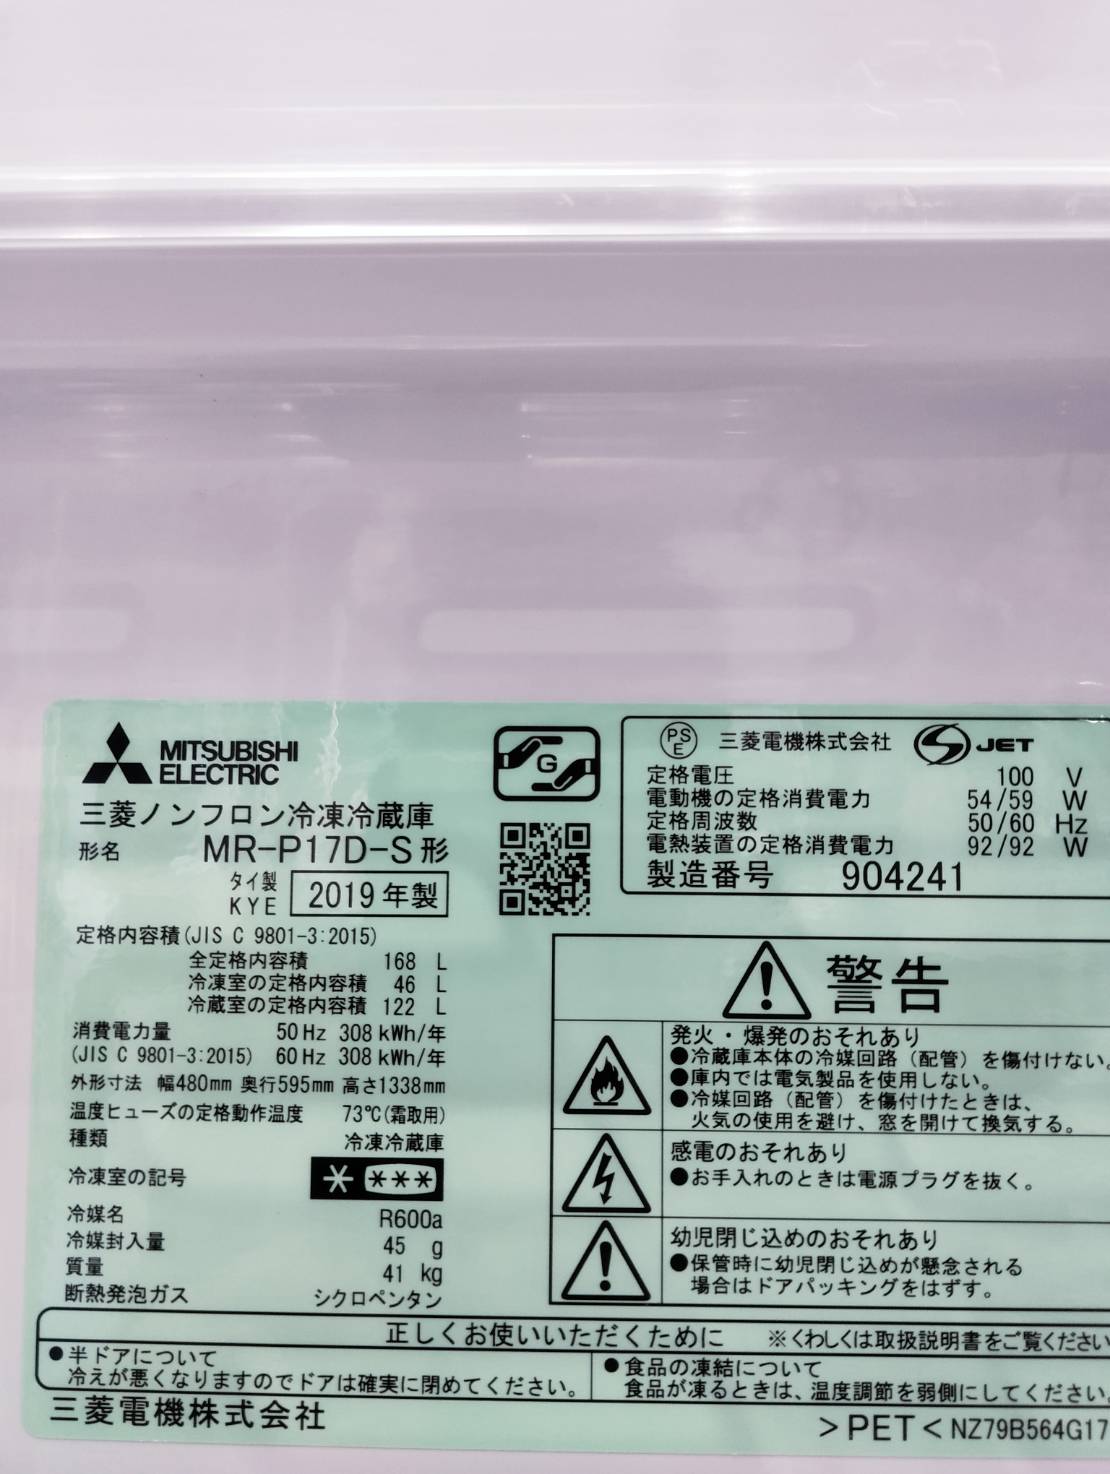 MITSUBISHI
ELECTRIC
三菱ノンフロン冷凍冷蔵庫
形名 MR-P17D-S形
タイ製
KYE 2019年製
定格内容積(JIS C 9801-3:2015)
全定格内容積 168 L
冷凍室の定格内容積 46 L
冷蔵室の定格内容積 122 L
消費電力量 50Hz 308kWh/年
(JIS C 9801-3:2015) 60Hz 308kWh/年
外形寸法 幅480mm 奥行595mm 高さ1338mm
温度ヒューズの定格動作温度 73℃(霜取用)
種類 冷凍冷蔵庫
冷凍室の記号 * ***
冷媒名 R600a
冷媒封入量 45 g
質量 41 kg
断熱発泡ガス シクロペンタン
G
PS
E 三菱電機株式会社 S JET
定格電圧 100 V
電動機の定格消費電力 54/59 W
定格周波数 50/60 Hz
電熱装置の定格消費電力 92/92 W
製造番号 904241
警告
発火・爆発のおそれあり
●冷蔵庫本体の冷媒回路(配管)を傷付けない。
●庫内では電気製品を使用しない。
●冷媒回路(配管)を傷付けたときは、
火気の使用を避け、窓を開けて換気する。
感電のおそれあり
●お手入れのときは電源プラグを抜く。
幼児閉じ込めのおそれあり
●保管時に幼児閉じ込めが懸念される
場合はドアパッキングをはずす。
正しくお使いいただくために ※くわしくは取扱説明書をご覧ください
●半ドアについて
冷えが悪くなりますのでドアは確実に閉めてください。
●食品の凍結について
食品が凍るときは、温度調節を弱側にしてください。
三菱電機株式会社
>PET< NZ79B564G17